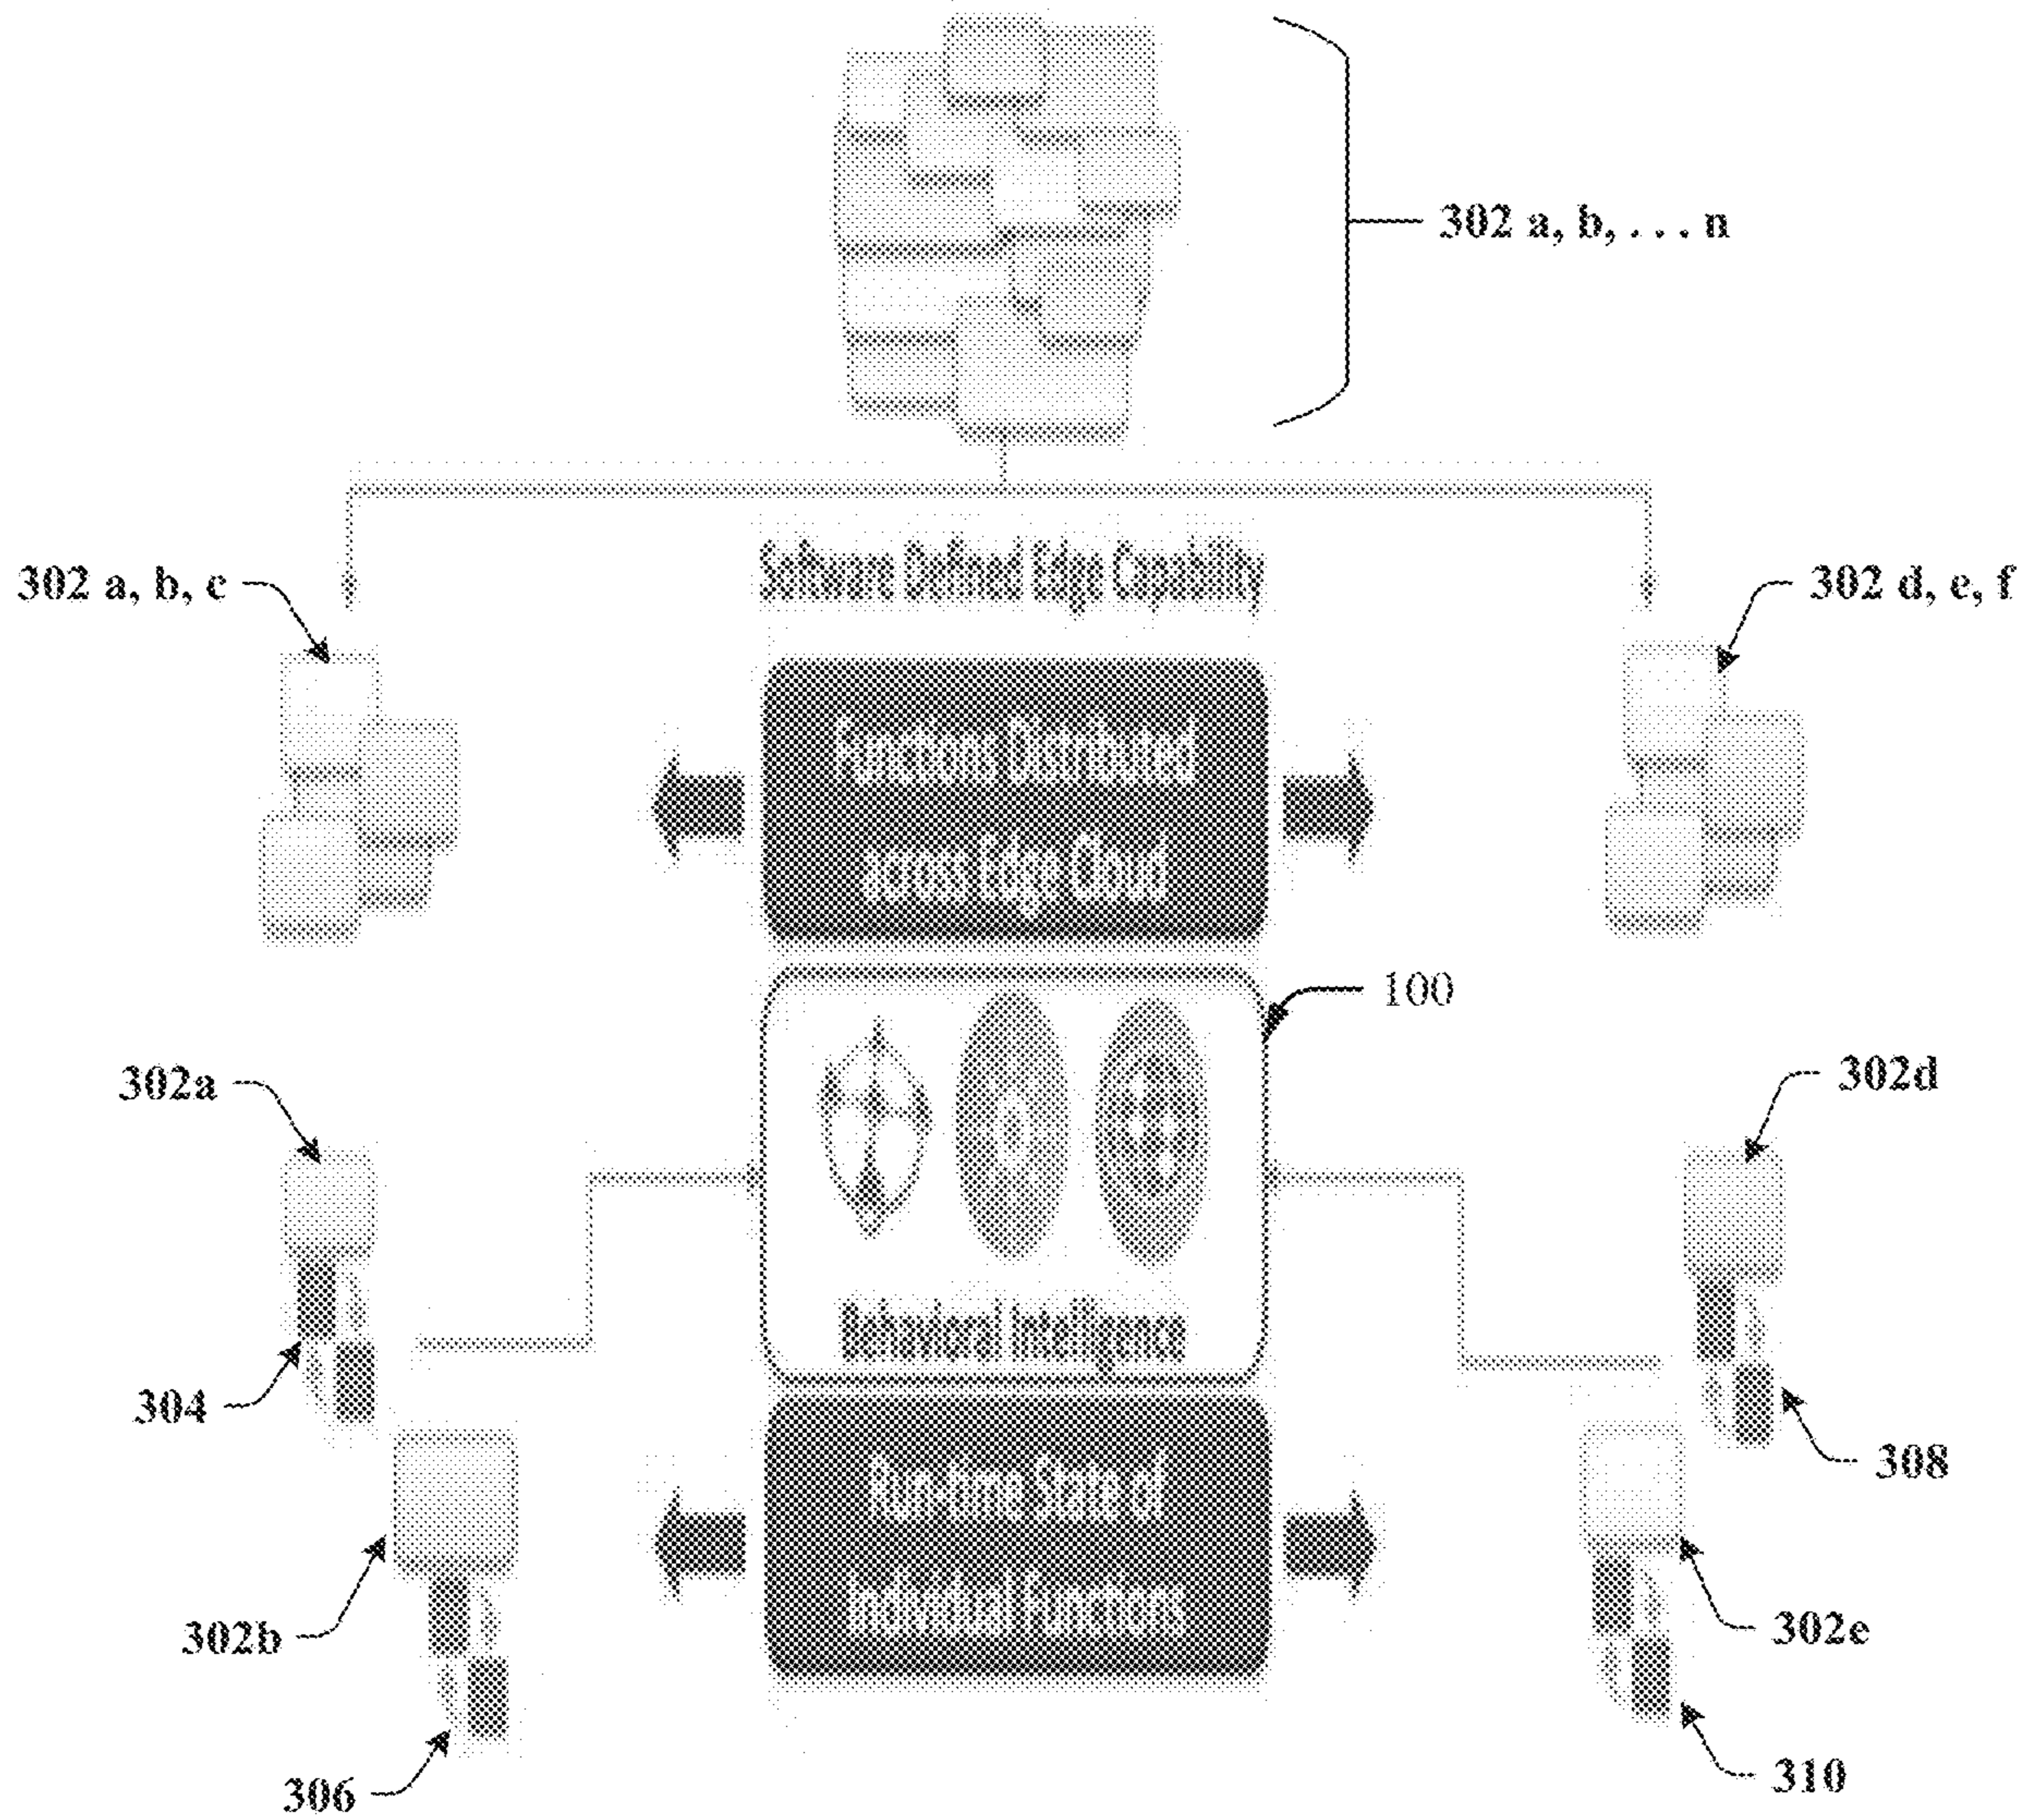 302 a, b, . . . n
Software Defined Edge Capability
302 a, b, c
302 d, e, f
Functions Distributed
across Edge Cloud
100
302a
302d
Behavioral Intelligence
304
308
Run-time State of
Individual Functions
302b
302e
306
310